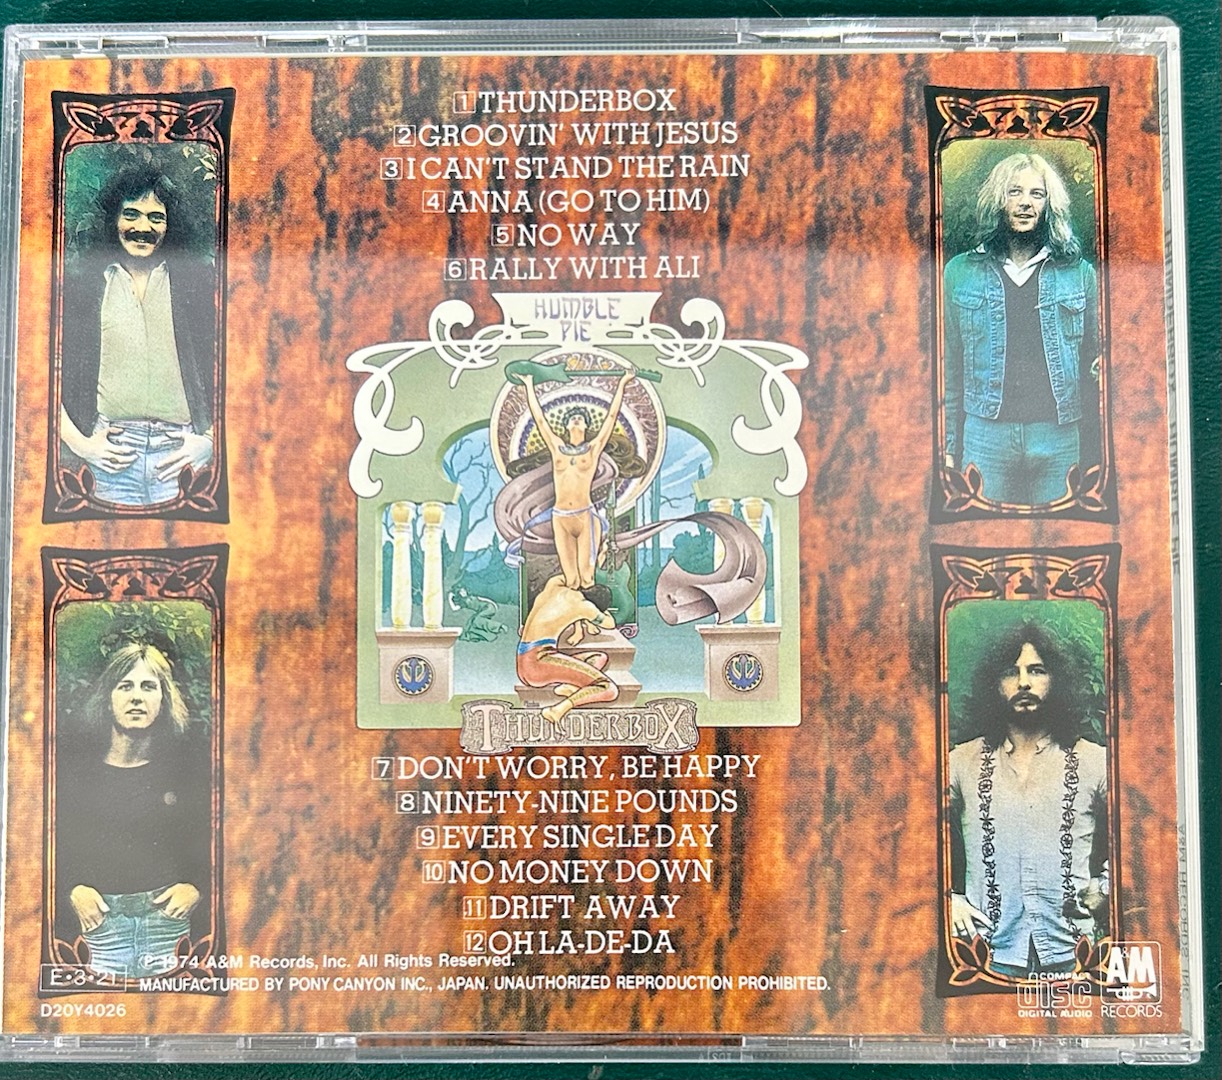 1 THUNDERBOX
2 GROOVIN' WITH JESUS
3 I CAN'T STAND THE RAIN
4 ANNA (GO TO HIM)
5 NO WAY
6 RALLY WITH ALI
HUMBLE
PIE
THUNDERBOX
7 DON'T WORRY, BE HAPPY
8 NINETY-NINE POUNDS
9 EVERY SINGLE DAY
10 NO MONEY DOWN
11 DRIFT AWAY
12 OH LA-DE-DA
℗ 1974 A&M Records, Inc. All Rights Reserved.
E•3•21
MANUFACTURED BY PONY CANYON INC., JAPAN. UNAUTHORIZED REPRODUCTION PROHIBITED.
D20Y4026
COMPACT
disc
DIGITAL AUDIO
A&M
RECORDS